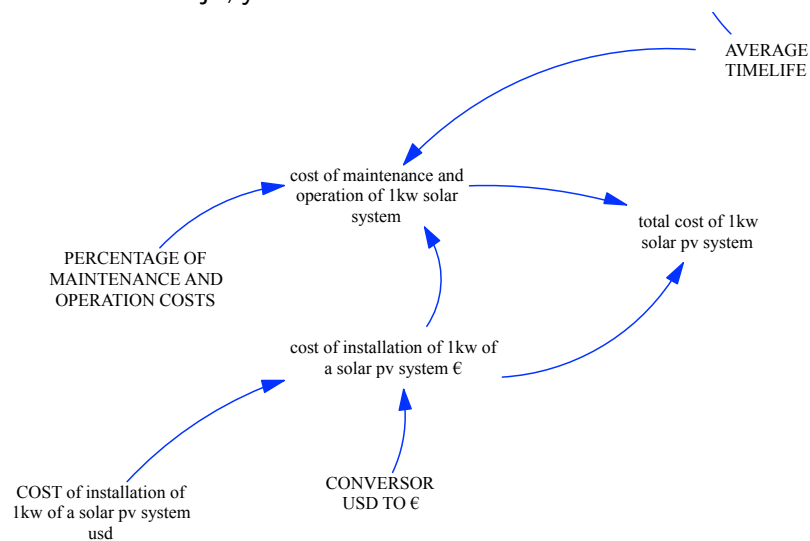 AVERAGE
TIMELIFE
cost of maintenance and
operation of 1kw solar
system
total cost of 1kw
solar pv system
PERCENTAGE OF
MAINTENANCE AND
OPERATION COSTS
cost of installation of 1kw of
a solar pv system €
COST of installation of
1kw of a solar pv system
usd
CONVERSOR
USD TO €